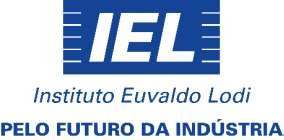 IEL
Instituto Euvaldo Lodi
PELO FUTURO DA INDÚSTRIA